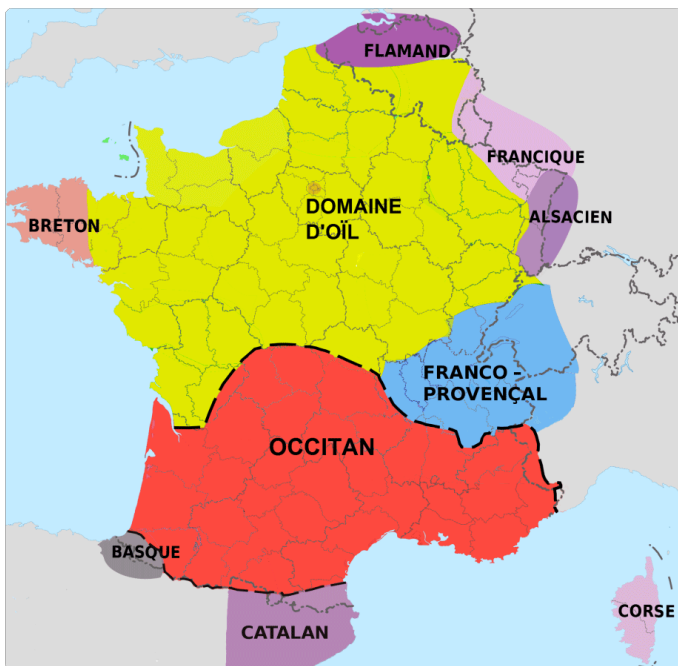 FLAMAND
FRANCIQUE
DOMAINE
D'OÏL
ALSACIEN
BRETON
FRANCO -
PROVENÇAL
OCCITAN
BASQUE
CORSE
CATALAN